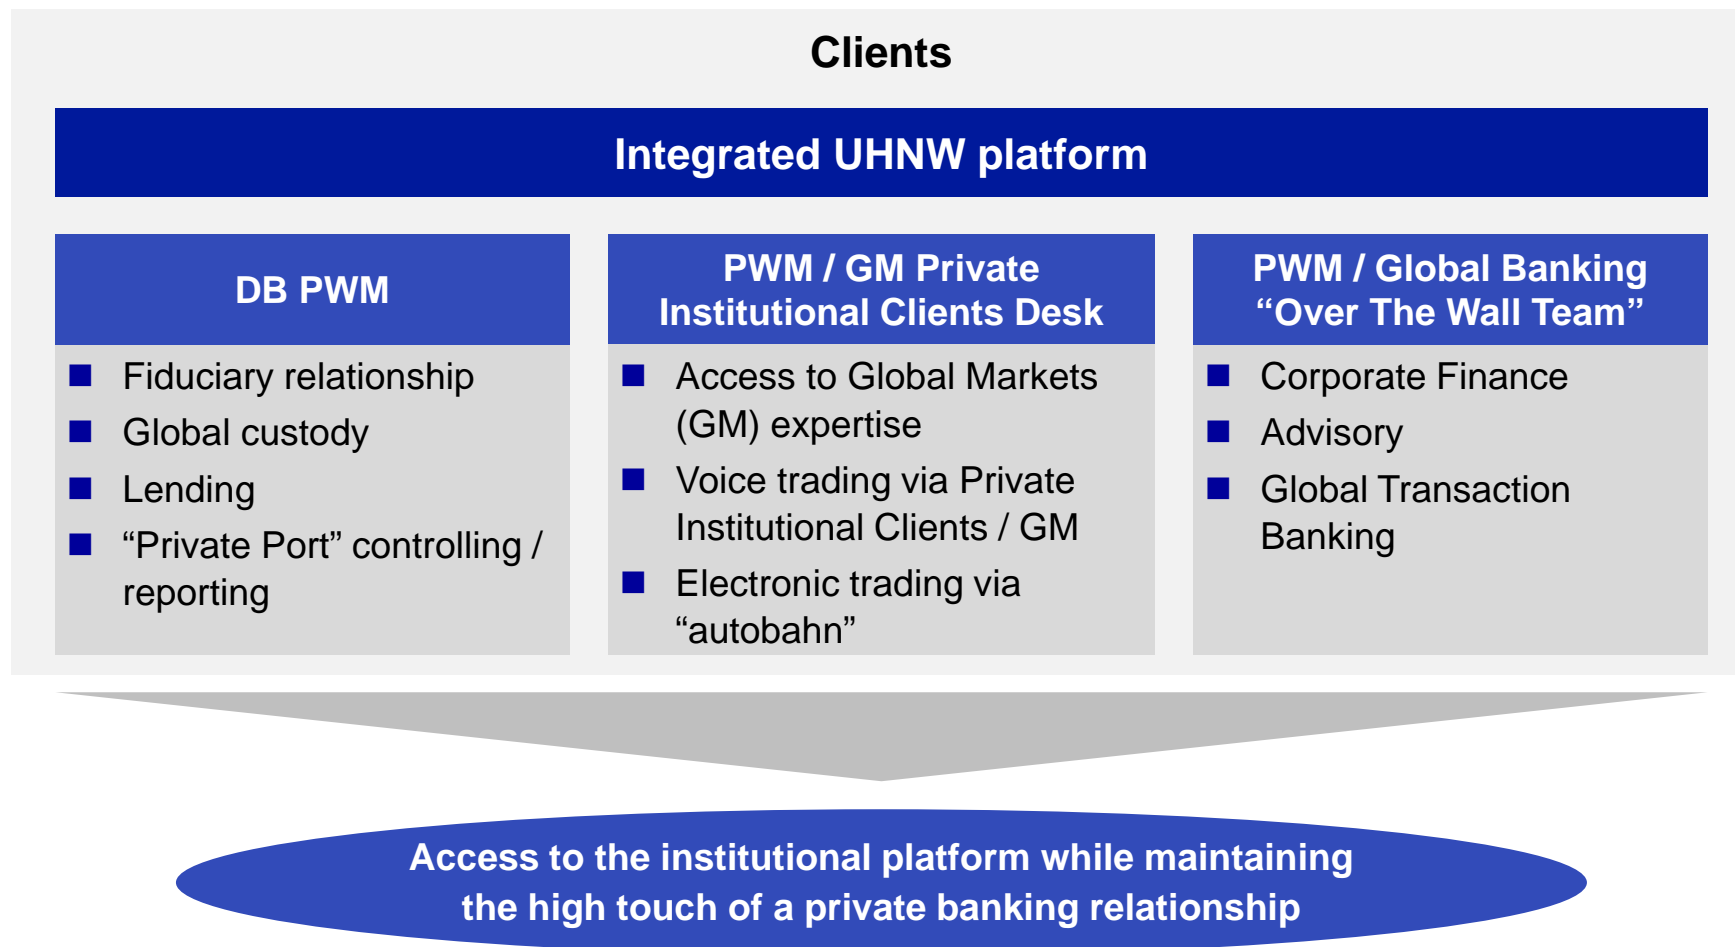 Clients
Integrated UHNW platform
DB PWM
Fiduciary relationship
Global custody
Lending
“Private Port” controlling /
reporting
PWM / GM Private
Institutional Clients Desk
Access to Global Markets
(GM) expertise
Voice trading via Private
Institutional Clients / GM
Electronic trading via
“autobahn”
PWM / Global Banking
“Over The Wall Team”
Corporate Finance
Advisory
Global Transaction
Banking
Access to the institutional platform while maintaining
the high touch of a private banking relationship